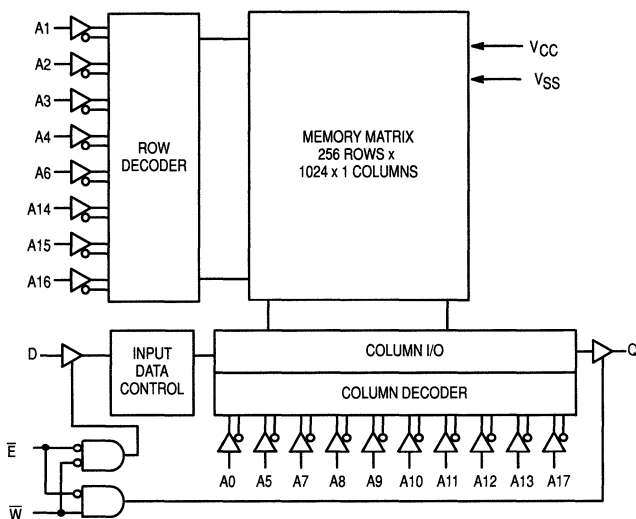 A1
A2
A3
A4
A6
A14
A15
A16
ROW
DECODER
MEMORY MATRIX
256 ROWS x
1024 x 1 COLUMNS
VCC
VSS
D
INPUT
DATA
CONTROL
COLUMN I/O
COLUMN DECODER
Q
E
W
A0 A5 A7 A8 A9 A10 A11 A12 A13 A17